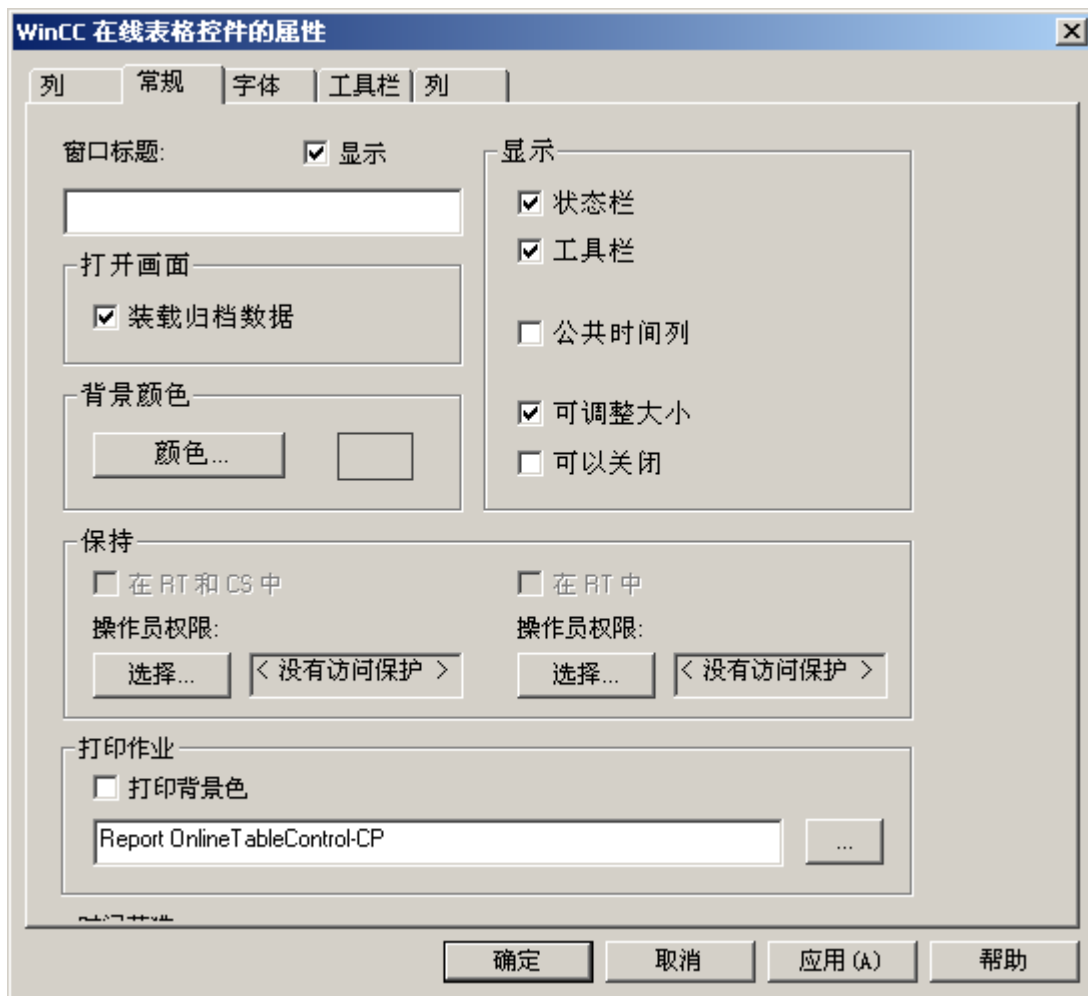 WinCC 在线表格控件的属性
列 常规 字体 工具栏 列
窗口标题: 显示
显示
状态栏
工具栏
公共时间列
可调整大小
可以关闭
打开画面
装载归档数据
背景颜色
颜色...
保持
在 RT 和 CS 中 在 RT 中
操作员权限: 操作员权限:
选择... < 没有访问保护 > 选择... < 没有访问保护 >
打印作业
打印背景色
Report OnlineTableControl-CP ...
确定 取消 应用(A) 帮助